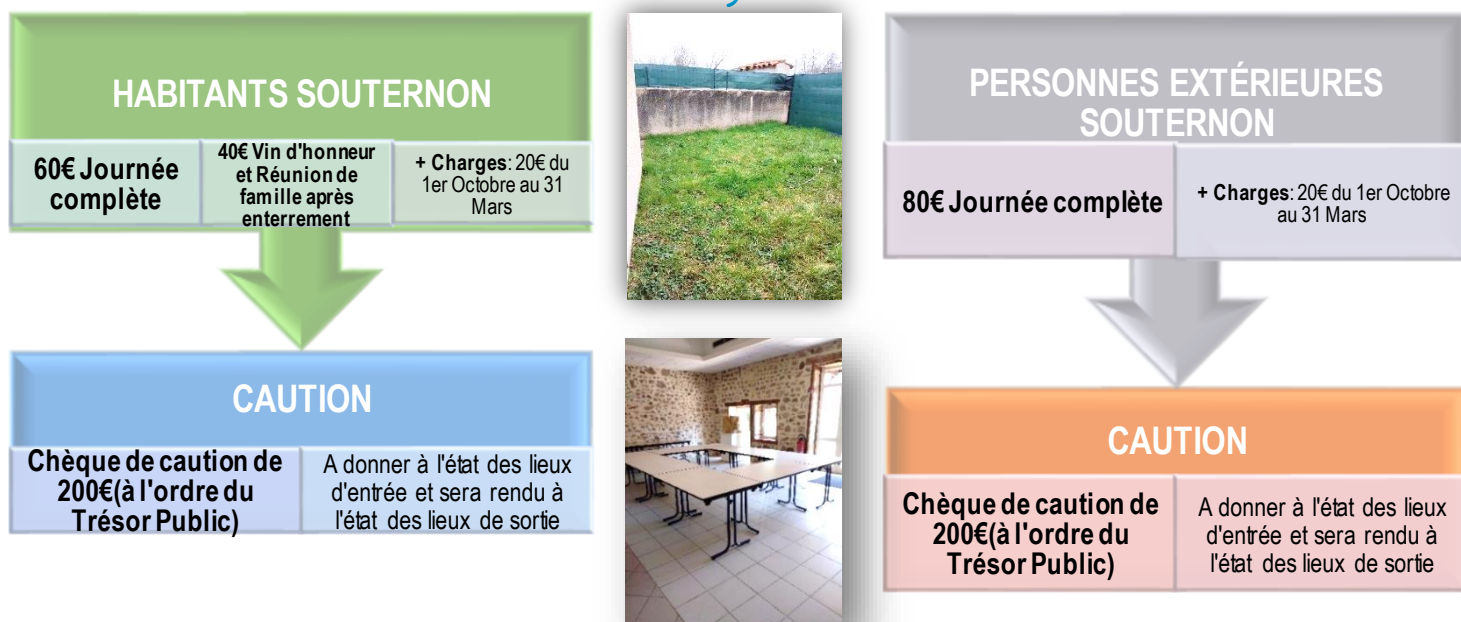 HABITANTS SOUTERNON
60€ Journée
complète
40€ Vin d'honneur
et Réunion de
famille après
enterrement
+ Charges: 20€ du
1er Octobre au 31
Mars
CAUTION
Chèque de caution de
200€(à l'ordre du
Trésor Public)
A donner à l'état des lieux
d'entrée et sera rendu à
l'état des lieux de sortie
PERSONNES EXTÉRIEURES
SOUTERNON
80€ Journée complète
+ Charges: 20€ du 1er Octobre
au 31 Mars
CAUTION
Chèque de caution de
200€(à l'ordre du
Trésor Public)
A donner à l'état des lieux
d'entrée et sera rendu à
l'état des lieux de sortie